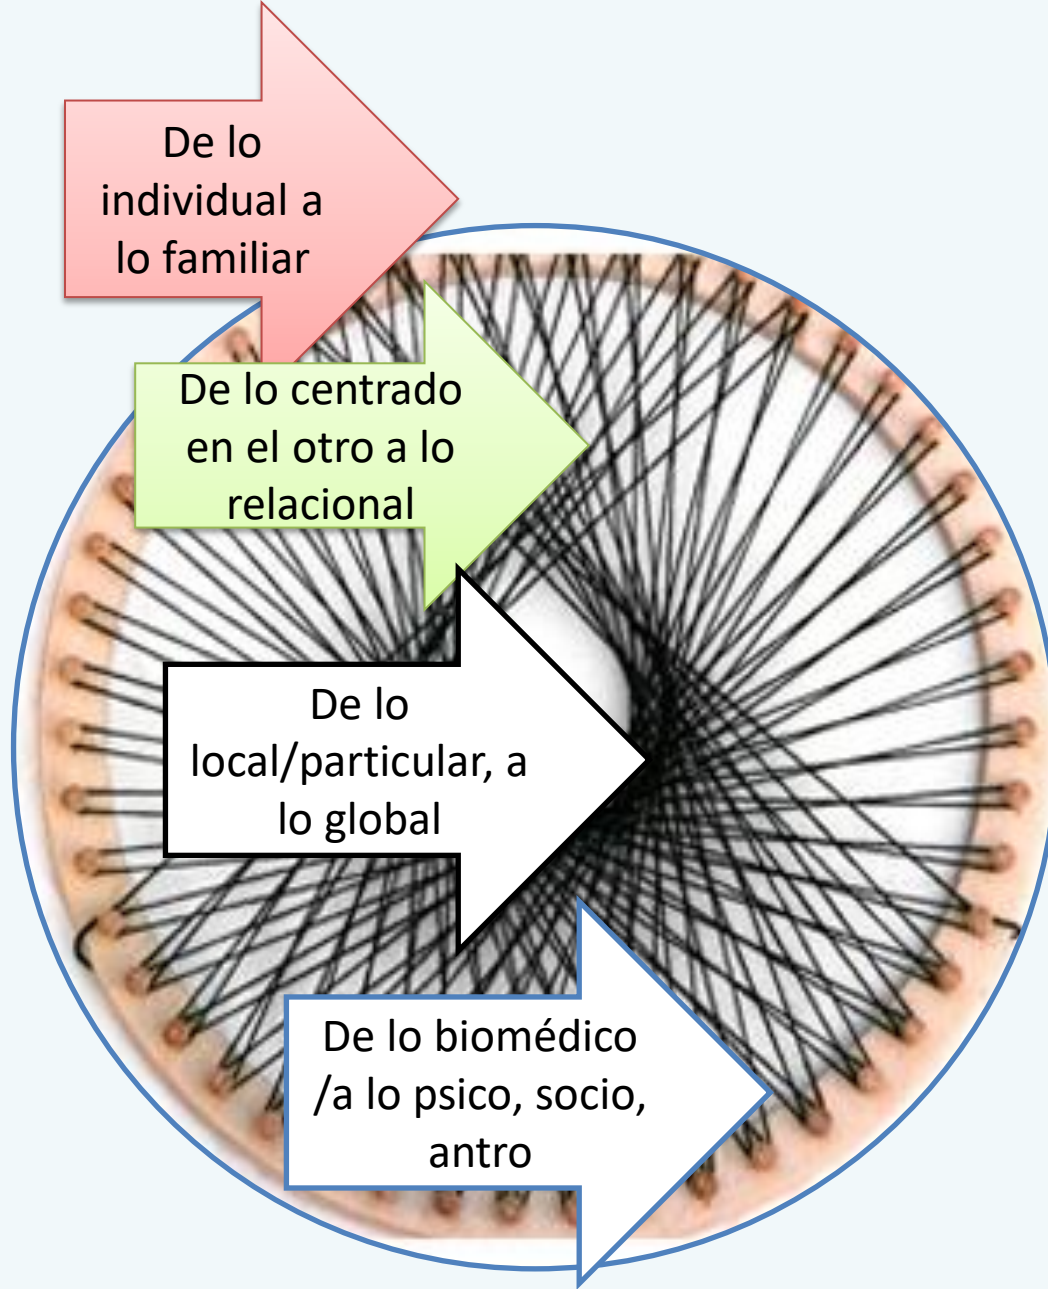 De lo
individual a
lo familiar
De lo centrado
en el otro a lo
relacional
De lo
local/particular, a
lo global
De lo biomédico
/a lo psico, socio,
antro